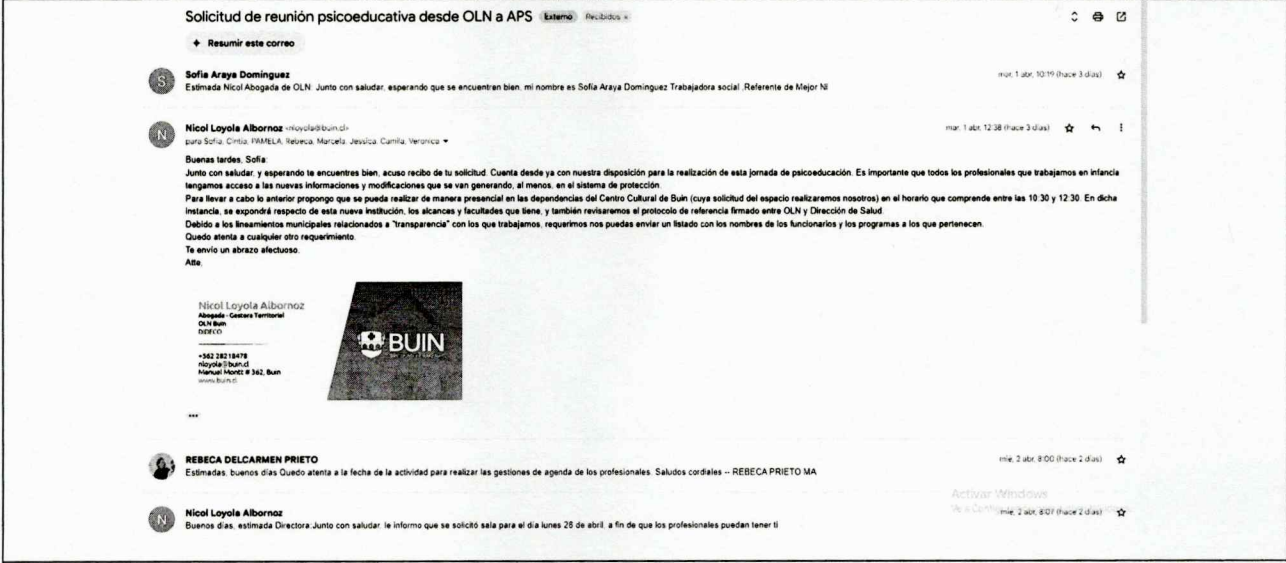 Solicitud de reunión psicoeducativa desde OLN a APS Externo Recibidos ×
Resumir este correo
S
Sofía Araya Domínguez
mar, 1 abr, 10:19 (hace 3 días)
Estimada Nicol Abogada de OLN: Junto con saludar, esperando que se encuentren bien, mi nombre es Sofía Araya Domínguez Trabajadora social ,Referente de Mejor Ni
N
Nicol Loyola Albornoz <nloyola@buin.cl>
mar, 1 abr, 12:38 (hace 3 días)
para Sofía, Cintia, PAMELA, Rebeca, Marcela, Jessica, Camila, Veronica
Buenas tardes, Sofía:
Junto con saludar, y esperando te encuentres bien, acuso recibo de tu solicitud. Cuenta desde ya con nuestra disposición para la realización de esta jornada de psicoeducación. Es importante que todos los profesionales que trabajamos en infancia
tengamos acceso a las nuevas informaciones y modificaciones que se van generando, al menos, en el sistema de protección.
Para llevar a cabo lo anterior propongo que se pueda realizar de manera presencial en las dependencias del Centro Cultural de Buin (cuya solicitud del espacio realizaremos nosotros) en el horario que comprende entre las 10:30 y 12:30. En dicha
instancia, se expondrá respecto de esta nueva institución, los alcances y facultades que tiene, y también revisaremos el protocolo de referencia firmado entre OLN y Dirección de Salud.
Debido a los lineamientos municipales relacionados a "transparencia" con los que trabajamos, requerimos nos puedas enviar un listado con los nombres de los funcionarios y los programas a los que pertenecen.
Quedo atenta a cualquier otro requerimiento.
Te envío un abrazo afectuoso.
Atte,
Nicol Loyola Albornoz
Abogada - Gestora Territorial
OLN Buin
DIDECO
+562 28218478
nloyola@buin.cl
Manuel Montt # 362, Buin
www.buin.cl
BUIN
REBECA DELCARMEN PRIETO
mié, 2 abr, 8:00 (hace 2 días)
Estimadas, buenos días Quedo atenta a la fecha de la actividad para realizar las gestiones de agenda de los profesionales. Saludos cordiales -- REBECA PRIETO MA
Activar Windows
N
Nicol Loyola Albornoz
mié, 2 abr, 8:07 (hace 2 días)
Buenos días, estimada Directora:Junto con saludar, le informo que se solicitó sala para el día lunes 28 de abril, a fin de que los profesionales puedan tener ti